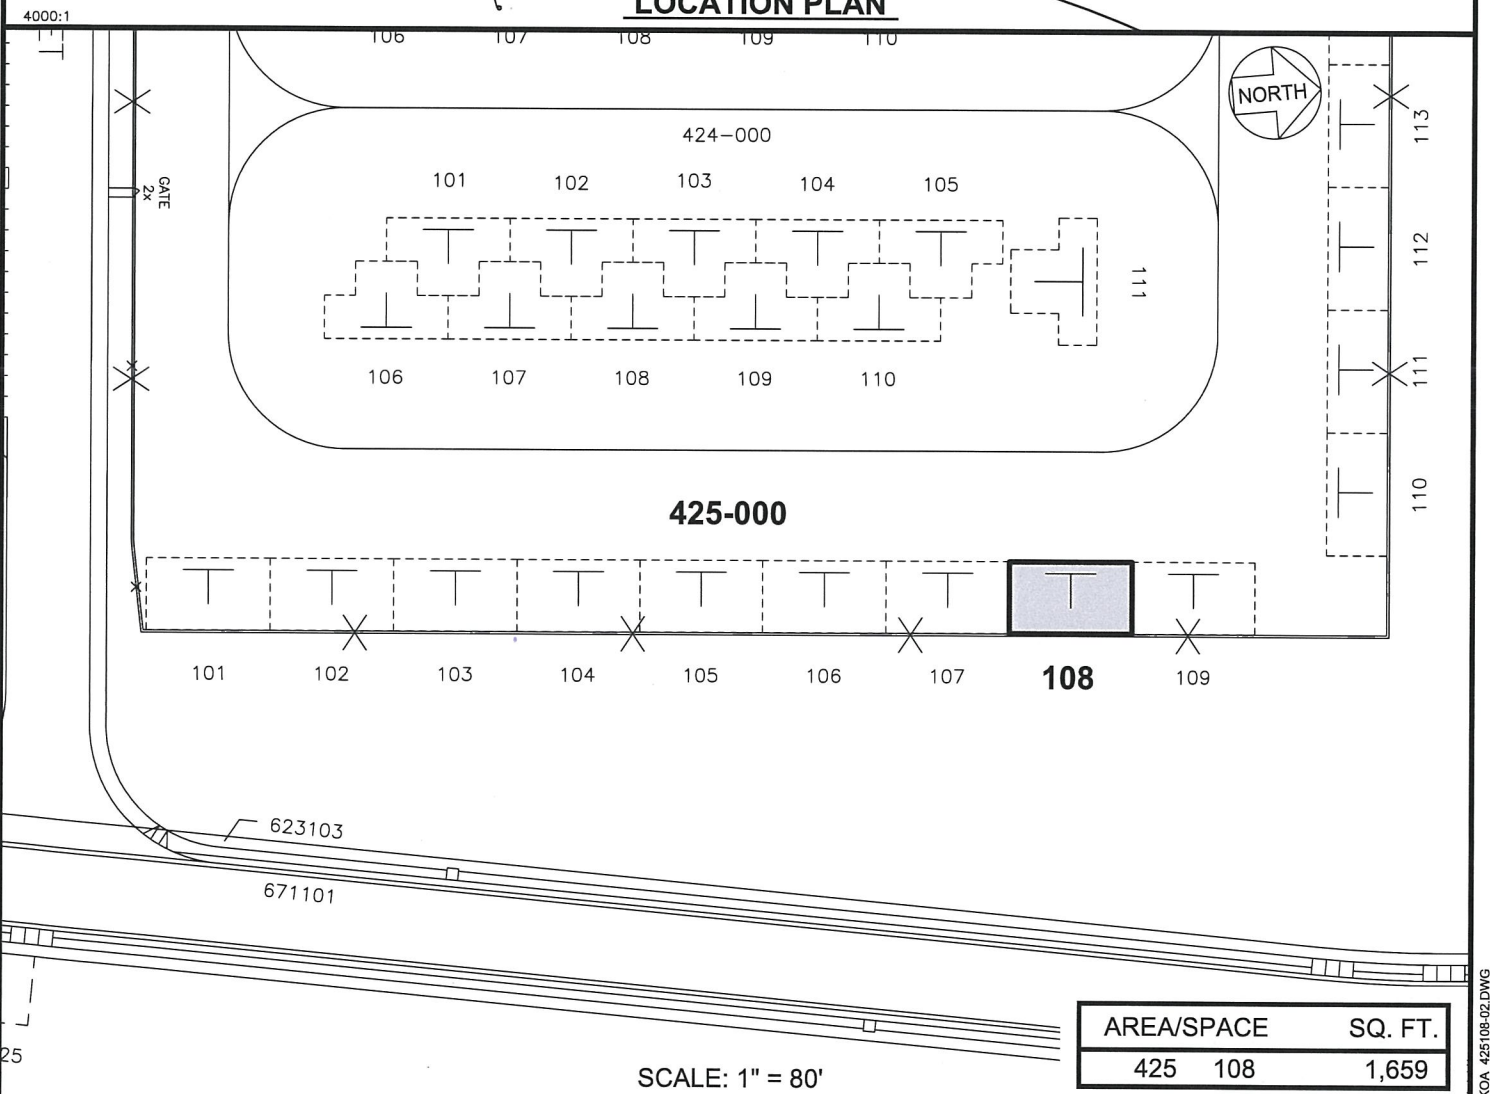 LOCATION PLAN
4000:1
106 107 108 109 110
NORTH
424-000
101 102 103 104 105
GATE
2x
111
106 107 108 109 110
113
112
111
110
425-000
101 102 103 104 105 106 107 108 109
623103
671101
25
SCALE: 1" = 80'
AREA/SPACE SQ. FT.
425 108 1,659
KOA 425108-02.DWG